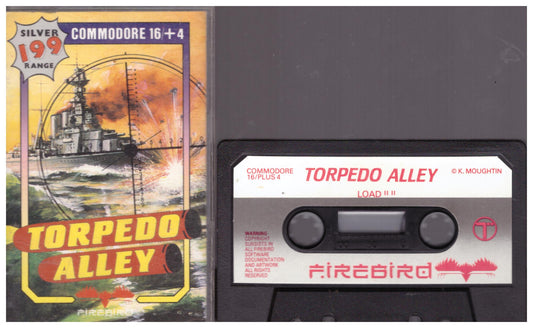 SILVER
199
RANGE
COMMODORE 16/+4
TORPEDO
ALLEY
FIREBIRD
COMMODORE
16/PLUS 4
TORPEDO ALLEY
© K. MOUGHTIN
LOAD " "
WARNING
COPYRIGHT
SUBSISTS IN
ALL FIREBIRD
SOFTWARE
DOCUMENTATION
AND ARTWORK
ALL RIGHTS
RESERVED
FIREBIRD